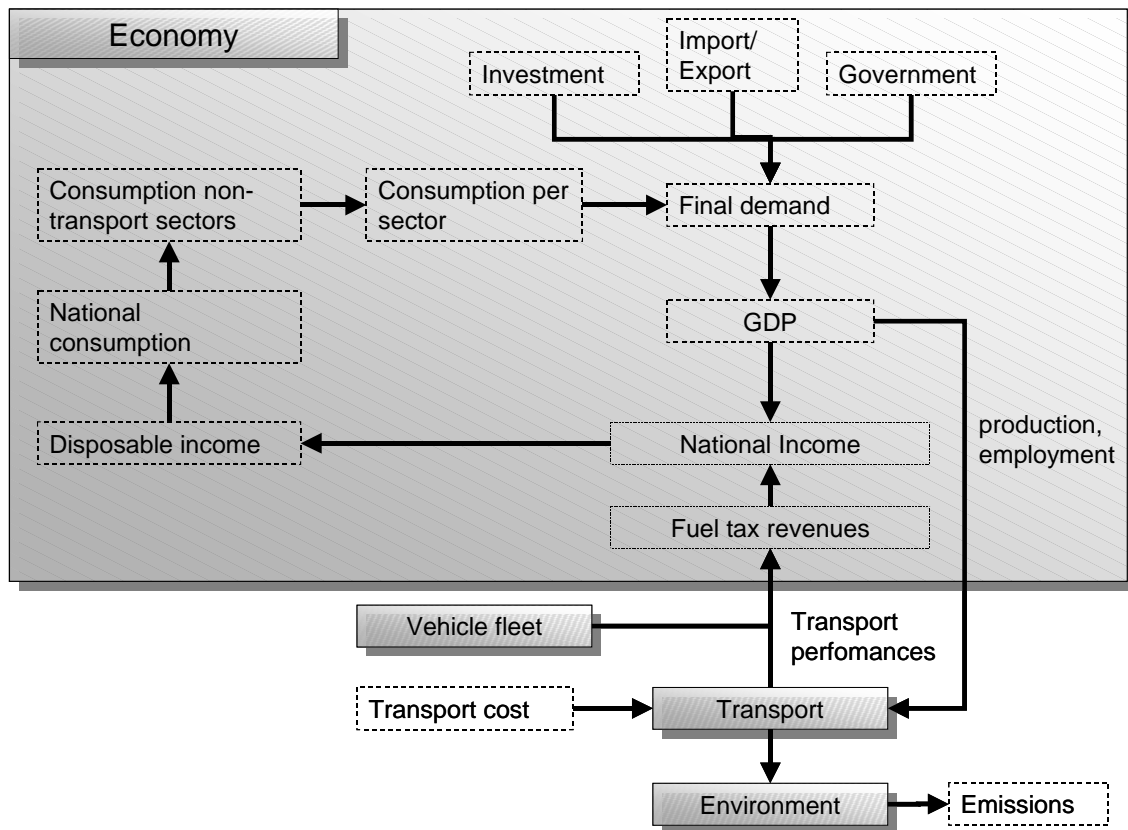 Economy
Import/
Export
Investment
Government
Consumption non-
transport sectors
Consumption per
sector
Final demand
National
consumption
GDP
Disposable income
National Income
production,
employment
Fuel tax revenues
Vehicle fleet
Transport
perfomances
Transport cost
Transport
Environment
Emissions